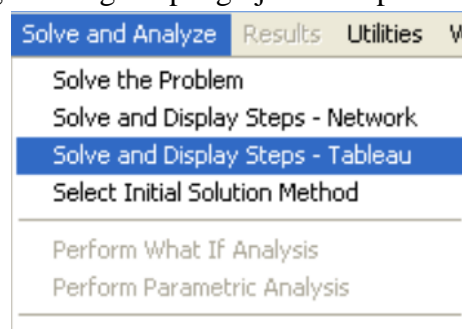 Solve and Analyze Results Utilities
Solve the Problem
Solve and Display Steps - Network
Solve and Display Steps - Tableau
Select Initial Solution Method
Perform What If Analysis
Perform Parametric Analysis